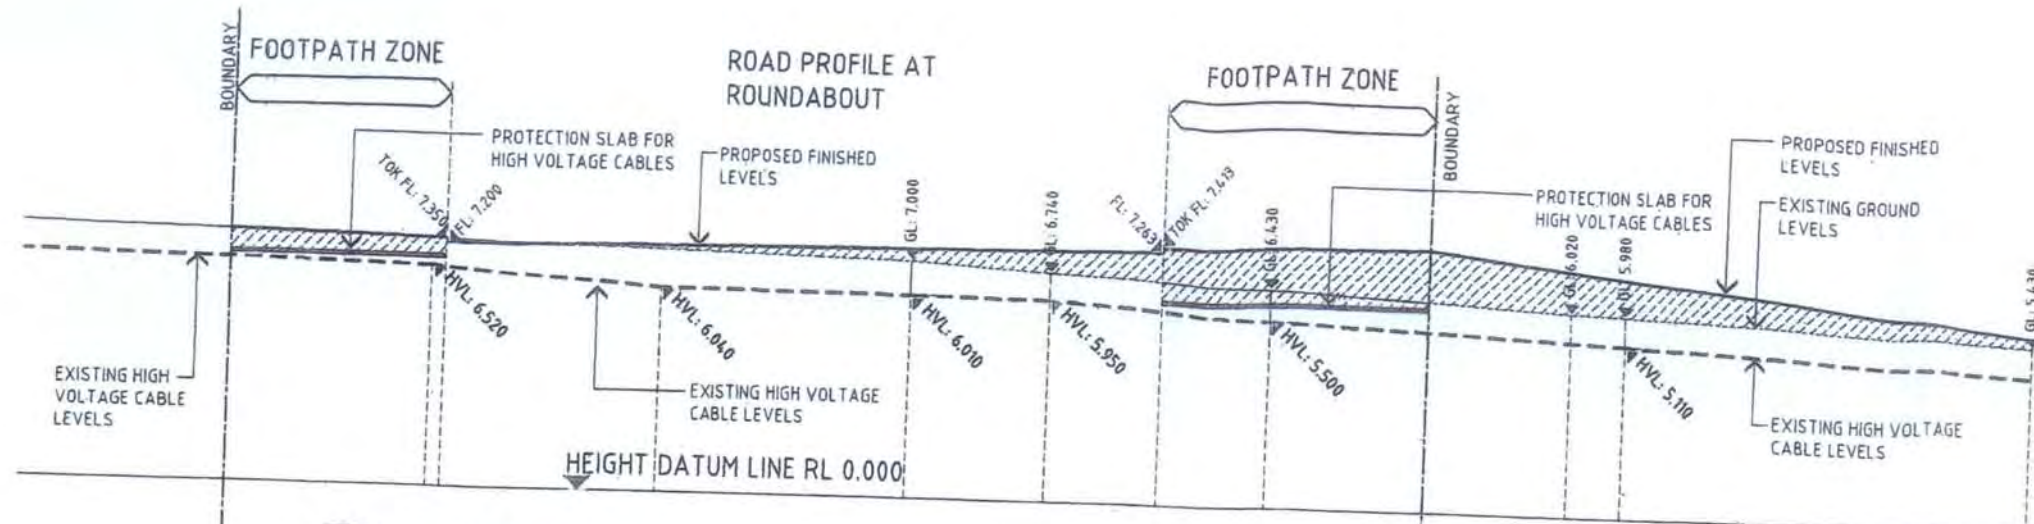 BOUNDARY
FOOTPATH ZONE
ROAD PROFILE AT
ROUNDABOUT
FOOTPATH ZONE
BOUNDARY
PROTECTION SLAB FOR
HIGH VOLTAGE CABLES
PROPOSED FINISHED
LEVELS
PROTECTION SLAB FOR
HIGH VOLTAGE CABLES
PROPOSED FINISHED
LEVELS
EXISTING GROUND
LEVELS
TOK FL: 7.350
FL: 7.200
GL: 7.000
GL: 6.740
FL: 7.263
TOK FL: 7.413
GL: 6.430
GL: 6.020
GL: 5.980
GL: 5.430
HVL: 6.520
HVL: 6.040
HVL: 6.010
HVL: 5.950
HVL: 5.500
HVL: 5.110
EXISTING HIGH
VOLTAGE CABLE
LEVELS
EXISTING HIGH VOLTAGE
CABLE LEVELS
EXISTING HIGH VOLTAGE
CABLE LEVELS
HEIGHT DATUM LINE RL 0.000